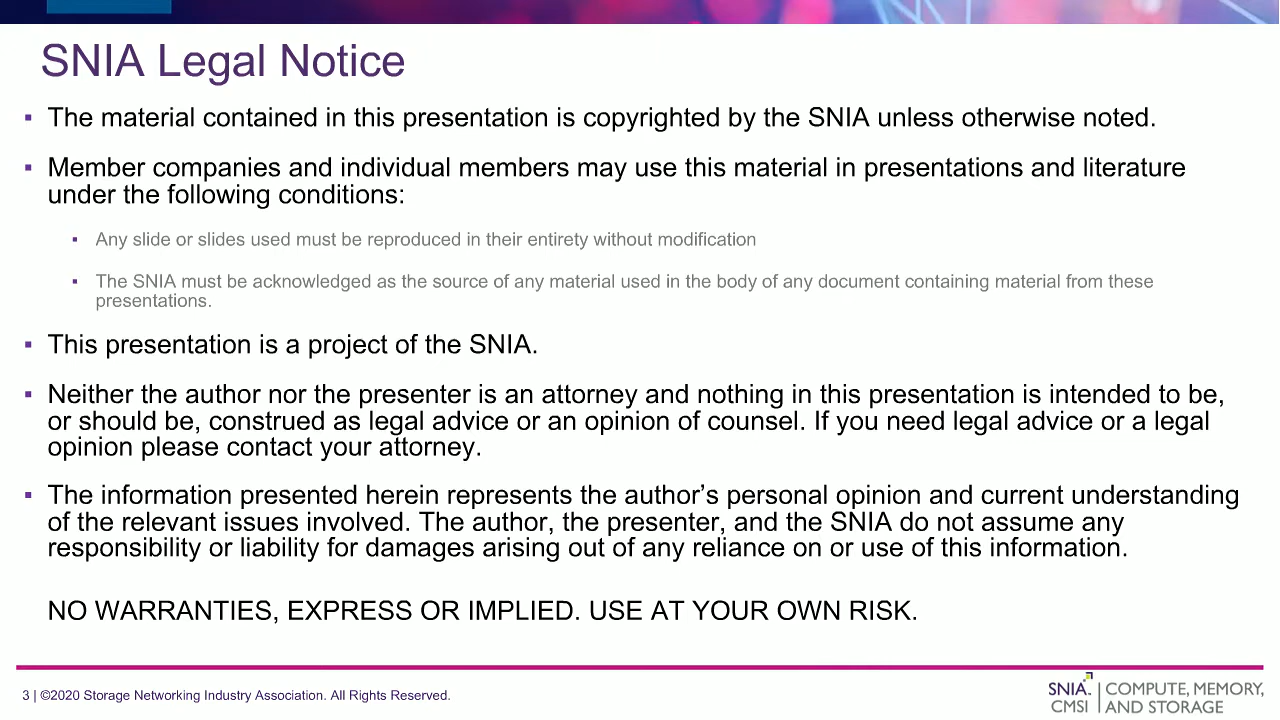 SNIA Legal Notice
▪ The material contained in this presentation is copyrighted by the SNIA unless otherwise noted.
▪ Member companies and individual members may use this material in presentations and literature
under the following conditions:
▪ Any slide or slides used must be reproduced in their entirety without modification
▪ The SNIA must be acknowledged as the source of any material used in the body of any document containing material from these
presentations.
▪ This presentation is a project of the SNIA.
▪ Neither the author nor the presenter is an attorney and nothing in this presentation is intended to be,
or should be, construed as legal advice or an opinion of counsel. If you need legal advice or a legal
opinion please contact your attorney.
▪ The information presented herein represents the author’s personal opinion and current understanding
of the relevant issues involved. The author, the presenter, and the SNIA do not assume any
responsibility or liability for damages arising out of any reliance on or use of this information.
NO WARRANTIES, EXPRESS OR IMPLIED. USE AT YOUR OWN RISK.
3 | ©2020 Storage Networking Industry Association. All Rights Reserved.
SNIA. | COMPUTE, MEMORY,
CMSI | AND STORAGE